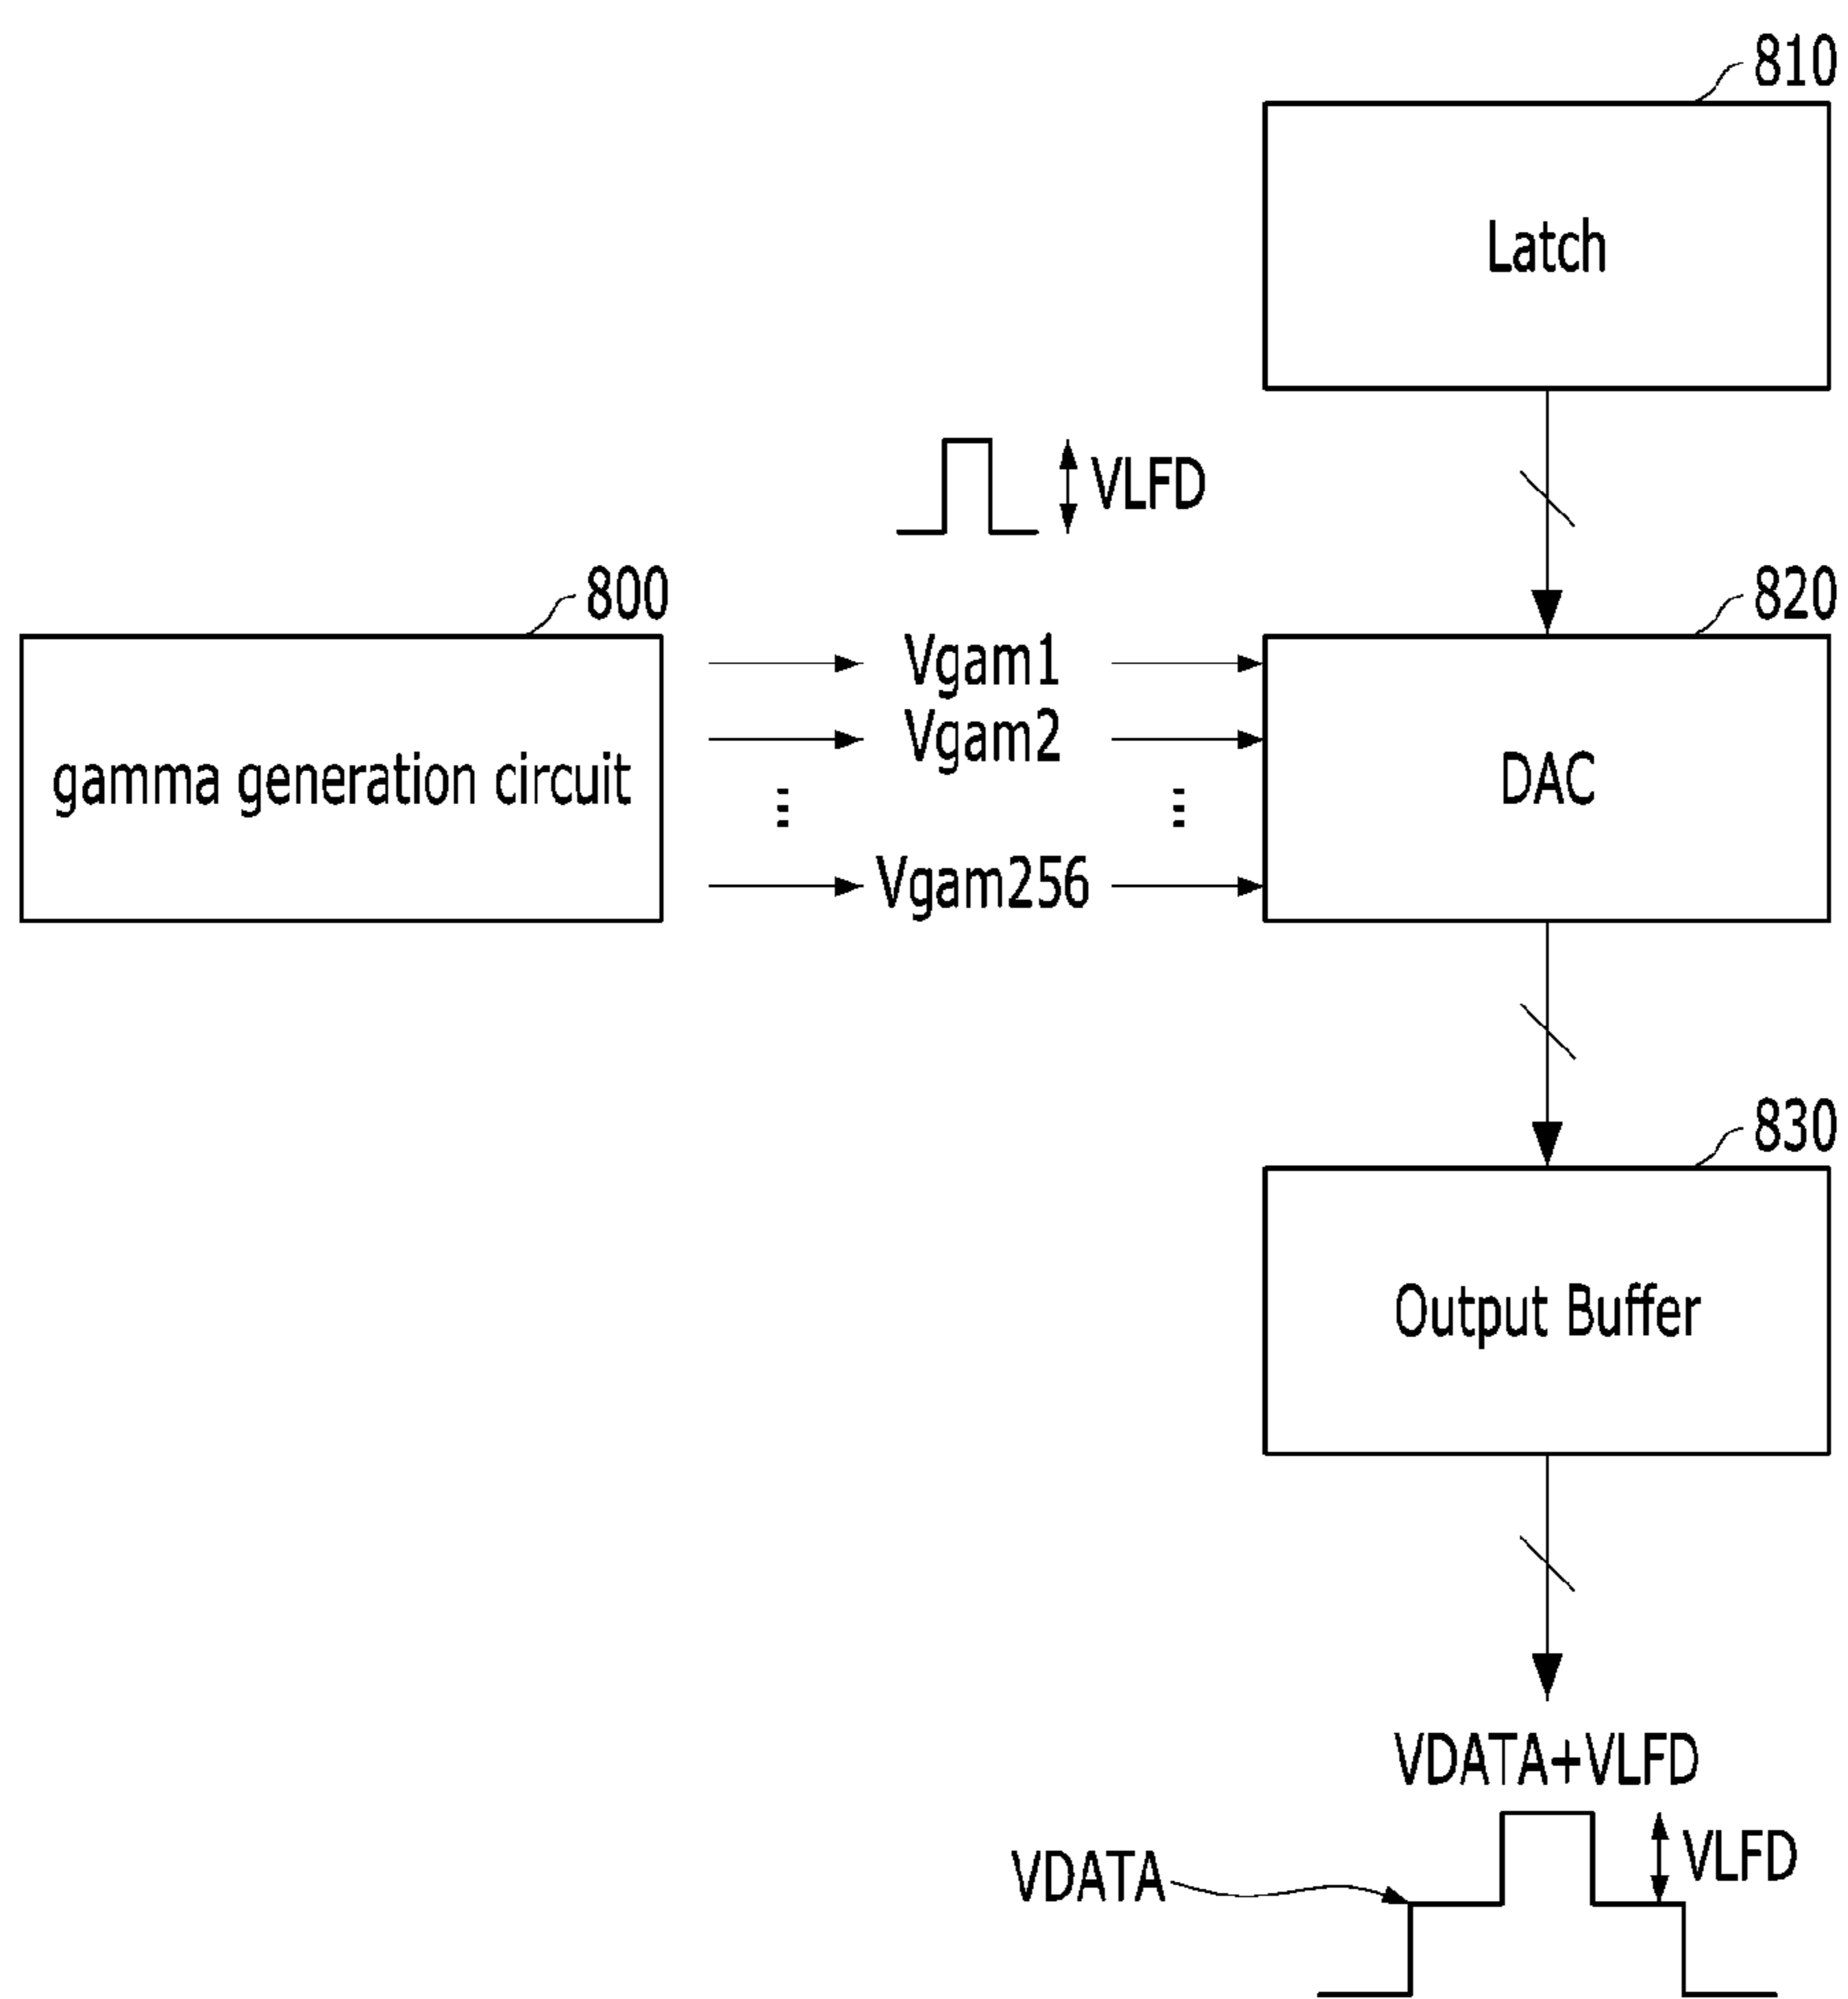 810
Latch
VLFD
800
820
Vgam1
Vgam2
gamma generation circuit
DAC
Vgam256
830
Output Buffer
VDATA+VLFD
VLFD
VDATA